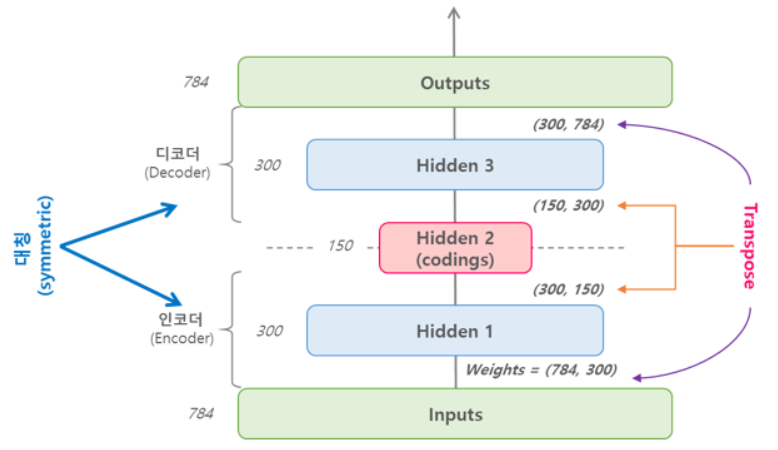 784
Outputs
(300, 784)
디코더
(Decoder)
300
Hidden 3
(150, 300)
대칭
(symmetric)
150
Hidden 2
(codings)
Transpose
(300, 150)
인코더
(Encoder)
300
Hidden 1
Weights = (784, 300)
784
Inputs